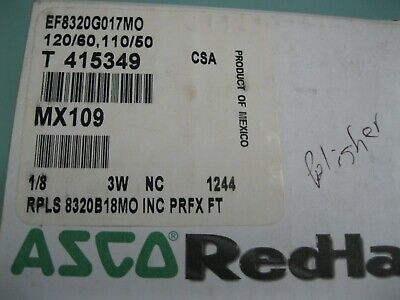 EF8320G017MO
120/60,110/50
T 415349 CSA
PRODUCT OF MEXICO
MX109
1/8 3W NC 1244
RPLS 8320B18MO INC PRFX FT
Polisher
ASCO RedHa